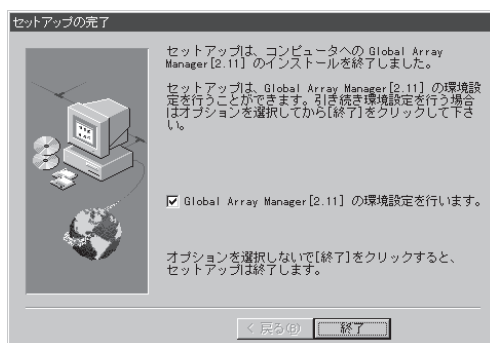 セットアップの完了
セットアップは、コンピュータへの Global Array
Manager[2.11] のインストールを終了しました。
セットアップは、Global Array Manager[2.11] の環境設
定を行うことができます。引き続き環境設定を行う場合
はオプションを選択してから[終了]をクリックして下さ
い。
Global Array Manager[2.11] の環境設定を行います。
オプションを選択しないで[終了]をクリックすると、
セットアップは終了します。
< 戻る(B)
終了